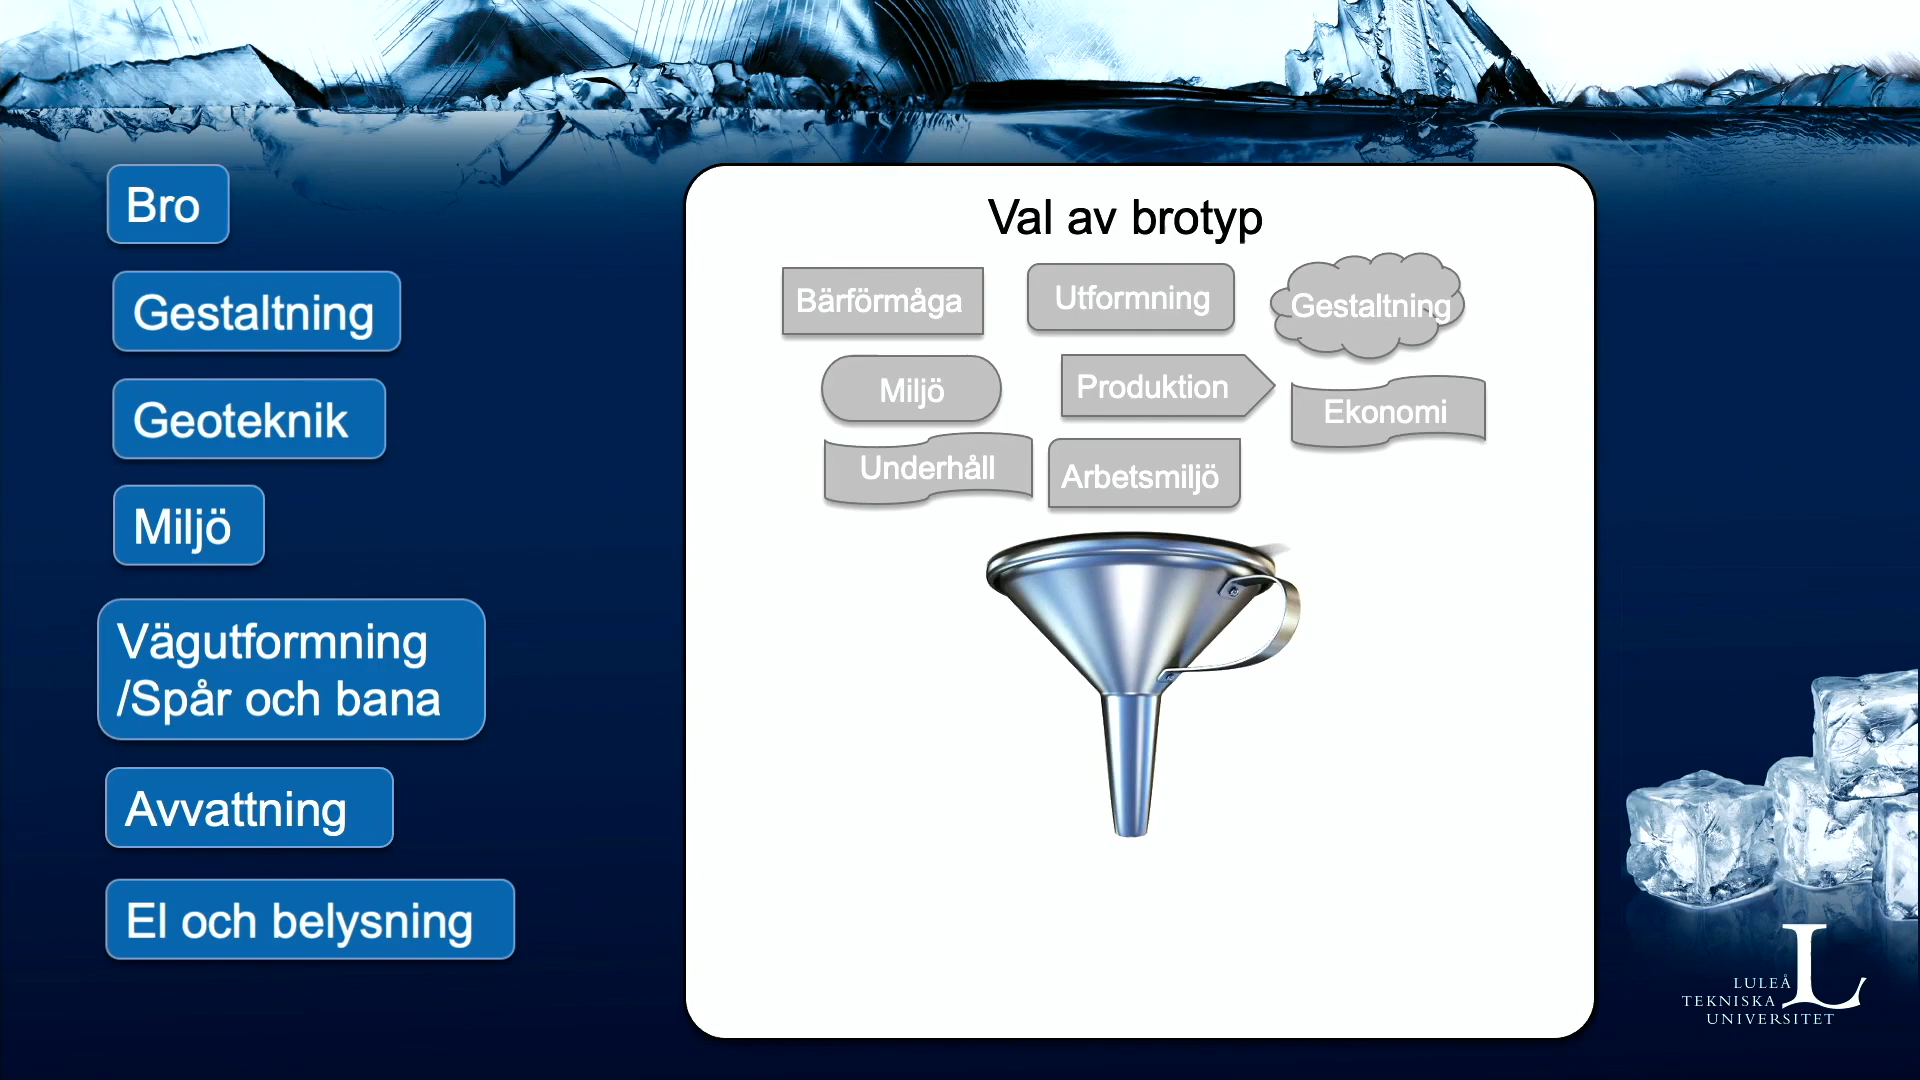 Bro
Gestaltning
Geoteknik
Miljö
Vägutformning
/Spår och bana
Avvattning
El och belysning
Val av brotyp
Bärförmåga
Utformning
Gestaltning
Miljö
Produktion
Ekonomi
Underhåll
Arbetsmiljö
LULEÅ
TEKNISKA
UNIVERSITET
L